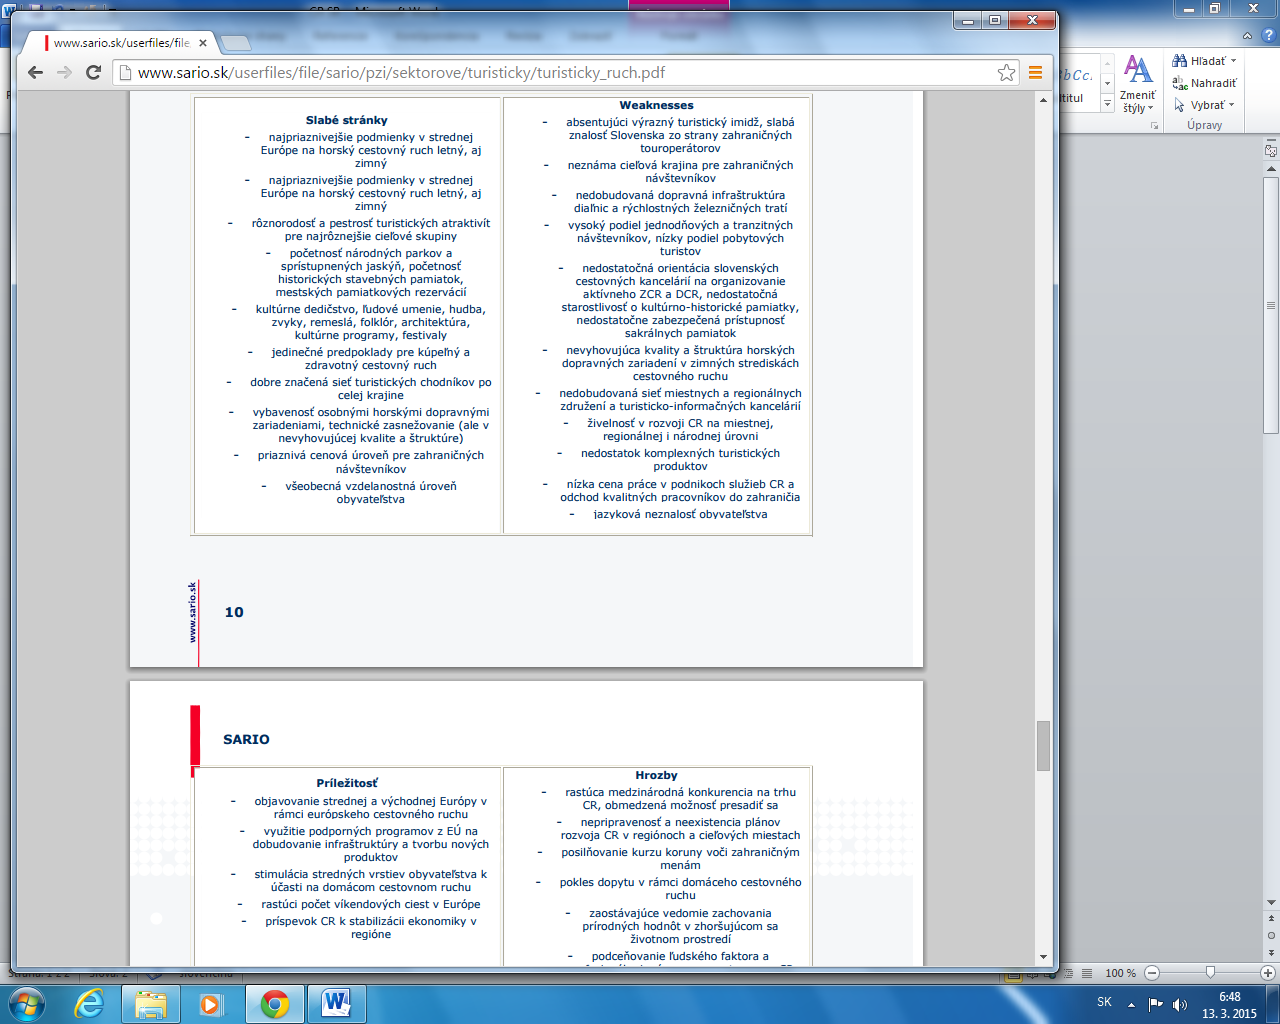 www.sario.sk/userfiles/file
www.sario.sk/userfiles/file/sario/pzi/sektorove/turisticky/turisticky_ruch.pdf
Hľadať
Nahradiť
Vybrať
Úpravy
Zmeniť
štýly
titul
Slabé stránky
- najpriaznivejšie podmienky v strednej
Európe na horský cestovný ruch letný, aj
zimný
- najpriaznivejšie podmienky v strednej
Európe na horský cestovný ruch letný, aj
zimný
- rôznorodosť a pestrosť turistických atraktivít
pre najrôznejšie cieľové skupiny
- početnosť národných parkov a
sprístupnených jaskýň, početnosť
historických stavebných pamiatok,
mestských pamiatkových rezervácií
- kultúrne dedičstvo, ľudové umenie, hudba,
zvyky, remeslá, folklór, architektúra,
kultúrne programy, festivaly
- jedinečné predpoklady pre kúpeľný a
zdravotný cestovný ruch
- dobre značená sieť turistických chodníkov po
celej krajine
- vybavenosť osobnými horskými dopravnými
zariadeniami, technické zasnežovanie (ale v
nevyhovujúcej kvalite a štruktúre)
- priaznivá cenová úroveň pre zahraničných
návštevníkov
- všeobecná vzdelanostná úroveň
obyvateľstva
Weaknesses
- absentujúci výrazný turistický imidž, slabá
znalosť Slovenska zo strany zahraničných
touroperátorov
- neznáma cieľová krajina pre zahraničných
návštevníkov
- nedobudovaná dopravná infraštruktúra
diaľnic a rýchlostných železničných tratí
- vysoký podiel jednodňových a tranzitných
návštevníkov, nízky podiel pobytových
turistov
- nedostatočná orientácia slovenských
cestovných kancelárií na organizovanie
aktívneho ZCR a DCR, nedostatočná
starostlivosť o kultúrno-historické pamiatky,
nedostatočne zabezpečená prístupnosť
sakrálnych pamiatok
- nevyhovujúca kvality a štruktúra horských
dopravných zariadení v zimných strediskách
cestovného ruchu
- nedobudovaná sieť miestnych a regionálnych
združení a turisticko-informačných kancelárií
- živelnosť v rozvoji CR na miestnej,
regionálnej i národnej úrovni
- nedostatok komplexných turistických
produktov
- nízka cena práce v podnikoch služieb CR a
odchod kvalitných pracovníkov do zahraničia
- jazyková neznalosť obyvateľstva
www.sario.sk
10
SARIO
Príležitosť
- objavovanie strednej a východnej Európy v
rámci európskeho cestovného ruchu
- využitie podporných programov z EÚ na
dobudovanie infraštruktúry a tvorbu nových
produktov
- stimulácia stredných vrstiev obyvateľstva k
účasti na domácom cestovnom ruchu
- rastúci počet víkendových ciest v Európe
- príspevok CR k stabilizácii ekonomiky v
regióne
Hrozby
- rastúca medzinárodná konkurencia na trhu
CR, obmedzená možnosť presadiť sa
- nepripravenosť a neexistencia plánov
rozvoja CR v regiónoch a cieľových miestach
- posilňovanie kurzu koruny voči zahraničným
menám
- pokles dopytu v rámci domáceho cestovného
ruchu
- zaostávajúce vedomie zachovania
prírodných hodnôt v zhoršujúcom sa
životnom prostredí
- podceňovanie ľudského faktora a
100 %
SK
6:48
13. 3. 2015